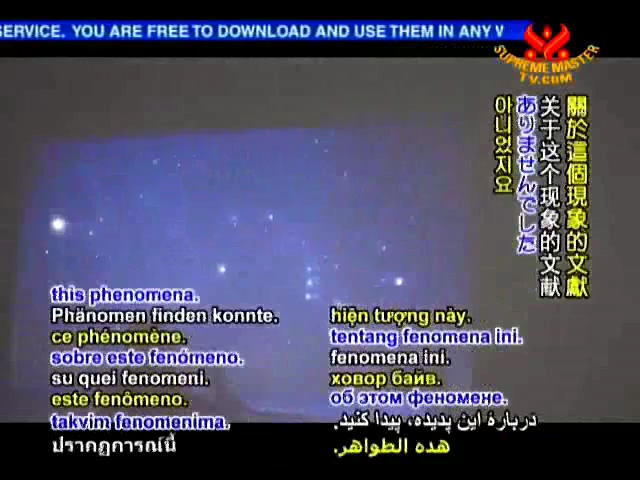 SERVICE. YOU ARE FREE TO DOWNLOAD AND USE THEM IN ANY
SUPREME MASTER
TV.COM
關於這個現象的文獻
关于这个现象的文献
ありませんでした
아니었지요
this phenomena.
Phänomen finden konnte.
ce phénomène.
sobre este fenómeno.
su quei fenomeni.
este fenômeno.
takvim fenomenima.
ปรากฏการณ์นี้
hiện tượng này.
tentang fenomena ini.
fenomena ini.
ховор байв.
об этом феномене.
دربارهٔ این پدیده، پیدا کنید.
هذه الظواهر.